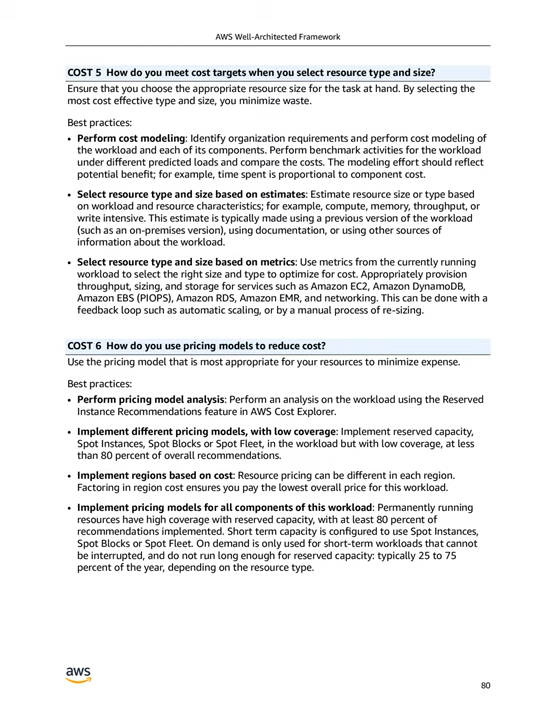 AWS Well-Architected Framework
COST 5 How do you meet cost targets when you select resource type and size?
Ensure that you choose the appropriate resource size for the task at hand. By selecting the
most cost effective type and size, you minimize waste.
Best practices:
• Perform cost modeling: Identify organization requirements and perform cost modeling of
the workload and each of its components. Perform benchmark activities for the workload
under different predicted loads and compare the costs. The modeling effort should reflect
potential benefit; for example, time spent is proportional to component cost.
• Select resource type and size based on estimates: Estimate resource size or type based
on workload and resource characteristics; for example, compute, memory, throughput, or
write intensive. This estimate is typically made using a previous version of the workload
(such as an on-premises version), using documentation, or using other sources of
information about the workload.
• Select resource type and size based on metrics: Use metrics from the currently running
workload to select the right size and type to optimize for cost. Appropriately provision
throughput, sizing, and storage for services such as Amazon EC2, Amazon DynamoDB,
Amazon EBS (PIOPS), Amazon RDS, Amazon EMR, and networking. This can be done with a
feedback loop such as automatic scaling, or by a manual process of re-sizing.
COST 6 How do you use pricing models to reduce cost?
Use the pricing model that is most appropriate for your resources to minimize expense.
Best practices:
• Perform pricing model analysis: Perform an analysis on the workload using the Reserved
Instance Recommendations feature in AWS Cost Explorer.
• Implement different pricing models, with low coverage: Implement reserved capacity,
Spot Instances, Spot Blocks or Spot Fleet, in the workload but with low coverage, at less
than 80 percent of overall recommendations.
• Implement regions based on cost: Resource pricing can be different in each region.
Factoring in region cost ensures you pay the lowest overall price for this workload.
• Implement pricing models for all components of this workload: Permanently running
resources have high coverage with reserved capacity, with at least 80 percent of
recommendations implemented. Short term capacity is configured to use Spot Instances,
Spot Blocks or Spot Fleet. On demand is only used for short-term workloads that cannot
be interrupted, and do not run long enough for reserved capacity: typically 25 to 75
percent of the year, depending on the resource type.
aws
80